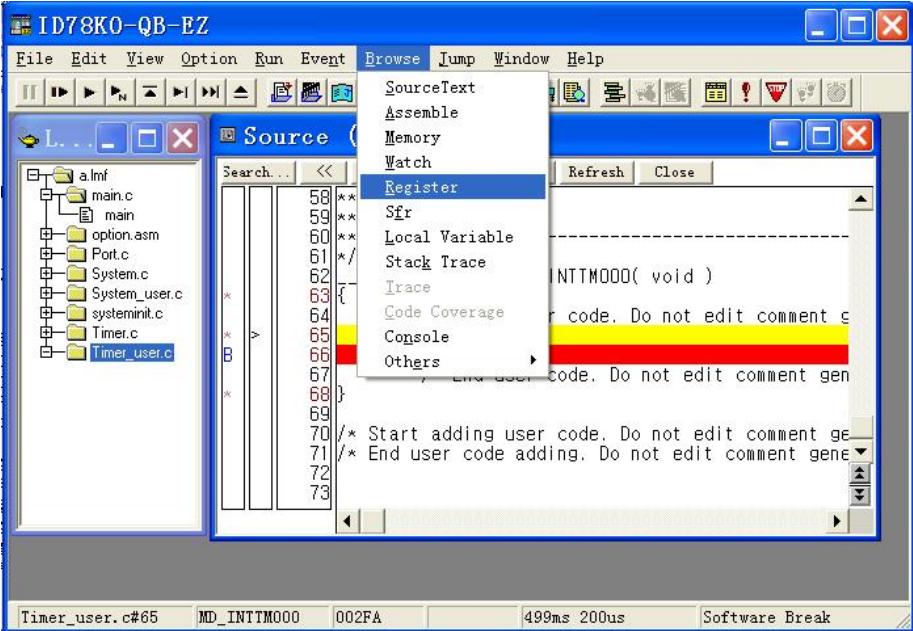 ID78K0-QB-EZ
File Edit View Option Run Event Browse Jump Window Help
SourceText
Assemble
Memory
Watch
Register
Sfr
Local Variable
Stack Trace
Trace
Code Coverage
Console
Others
L...
a.lmf
main.c
main
option.asm
Port.c
System.c
System_user.c
systeminit.c
Timer.c
Timer_user.c
Source (
Search... << Refresh Close
58 **
59 **
60 **-----------------------------------
61 */
62 __ INTTM000( void )
* 63 {
64 r code. Do not edit comment g
* > 65
B 66
67 / End user code. Do not edit comment gen
* 68 }
69
70 /* Start adding user code. Do not edit comment ge
71 /* End user code adding. Do not edit comment gene
72
73
Timer_user.c#65 MD_INTTM000 002FA 499ms 200us Software Break